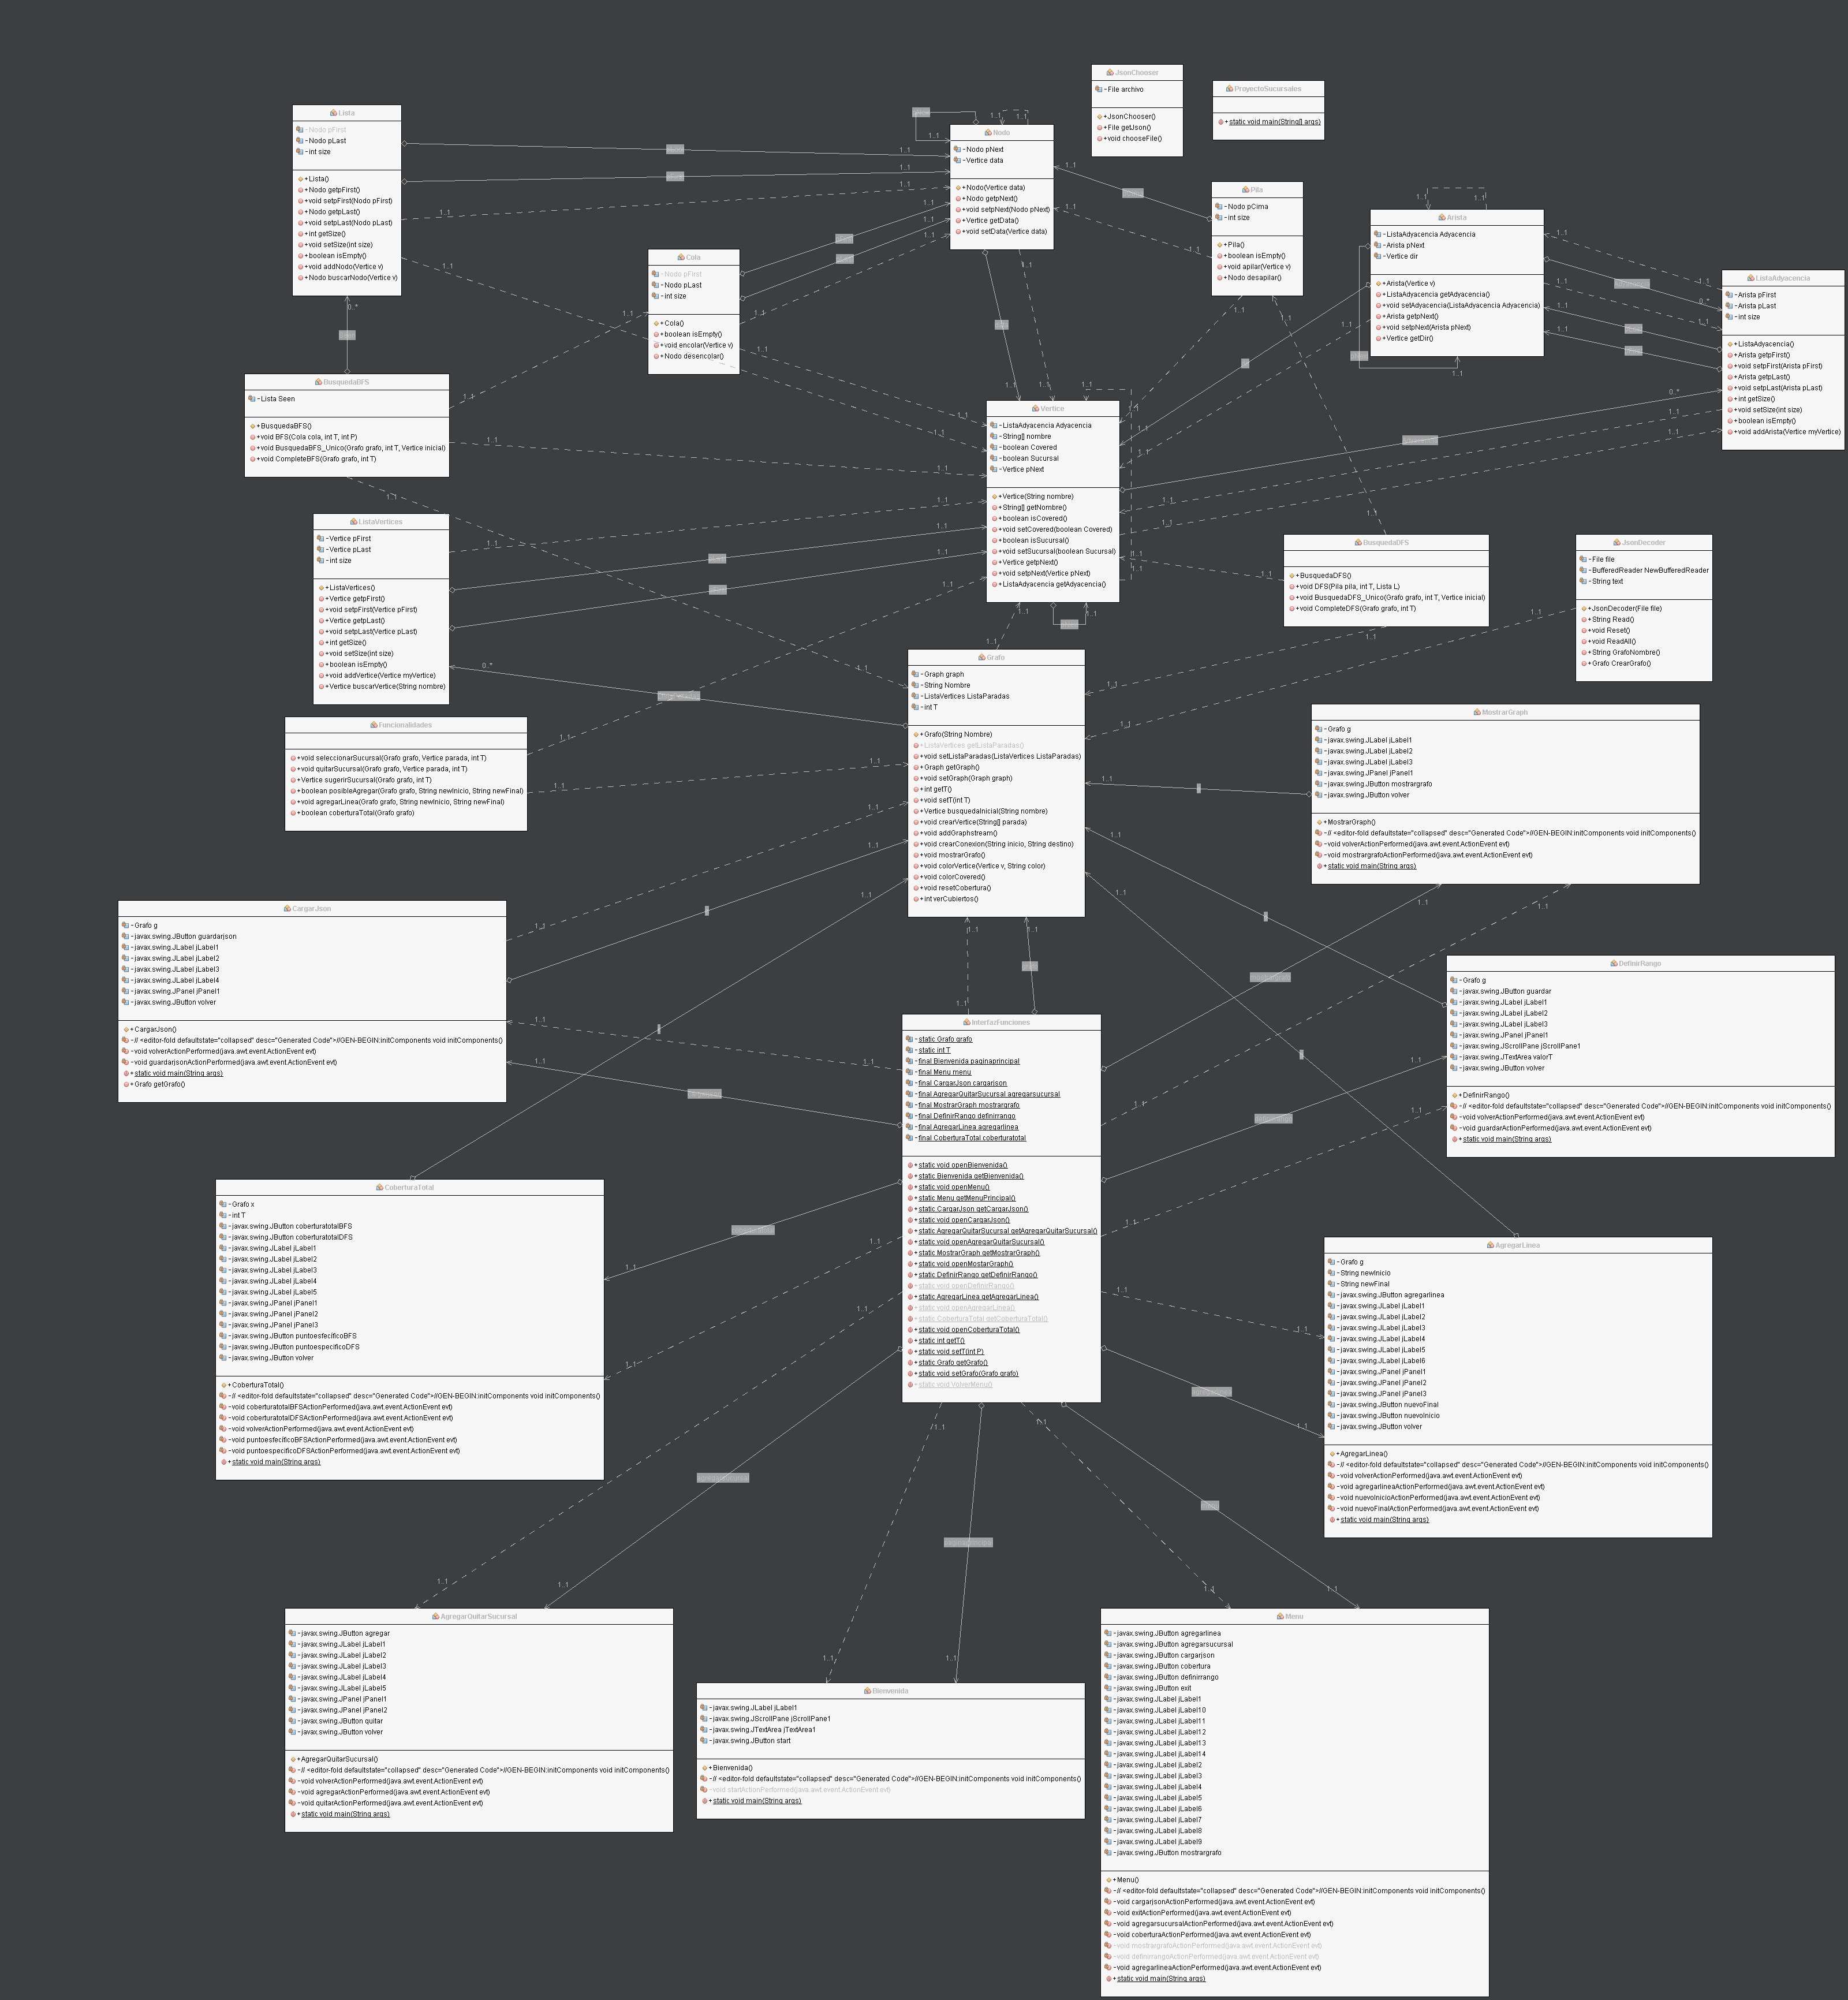 JsonChooser
- File archivo
+ JsonChooser()
+ File getJson()
+ void chooseFile()
ProyectoSucursales
+ static void main(String[] args)
Lista
- Nodo pFirst
- Nodo pLast
- int size
+ Lista()
+ Nodo getpFirst()
+ void setpFirst(Nodo pFirst)
+ Nodo getpLast()
+ void setpLast(Nodo pLast)
+ int getSize()
+ void setSize(int size)
+ boolean isEmpty()
+ void addNodo(Vertice v)
+ Nodo buscarNodo(Vertice v)
Nodo
- Nodo pNext
- Vertice data
+ Nodo(Vertice data)
+ Nodo getpNext()
+ void setpNext(Nodo pNext)
+ Vertice getData()
+ void setData(Vertice data)
Pila
- Nodo pCima
- int size
+ Pila()
+ boolean isEmpty()
+ void apilar(Vertice v)
+ Nodo desapilar()
Arista
- ListaAdyacencia Adyacencia
- Arista pNext
- Vertice dir
+ Arista(Vertice v)
+ ListaAdyacencia getAdyacencia()
+ void setAdyacencia(ListaAdyacencia Adyacencia)
+ Arista getpNext()
+ void setpNext(Arista pNext)
+ Vertice getDir()
Cola
- Nodo pFirst
- Nodo pLast
- int size
+ Cola()
+ boolean isEmpty()
+ void encolar(Vertice v)
+ Nodo desencolar()
ListaAdyacencia
- Arista pFirst
- Arista pLast
- int size
+ ListaAdyacencia()
+ Arista getpFirst()
+ void setpFirst(Arista pFirst)
+ Arista getpLast()
+ void setpLast(Arista pLast)
+ int getSize()
+ void setSize(int size)
+ boolean isEmpty()
+ void addArista(Vertice myVertice)
BusquedaBFS
- Lista Seen
+ BusquedaBFS()
+ void BFS(Cola cola, int T, int P)
+ void BusquedaBFS_Unico(Grafo grafo, int T, Vertice inicial)
+ void CompleteBFS(Grafo grafo, int T)
Vertice
- ListaAdyacencia Adyacencia
- String[] nombre
- boolean Covered
- boolean Sucursal
- Vertice pNext
+ Vertice(String nombre)
+ String[] getNombre()
+ boolean isCovered()
+ void setCovered(boolean Covered)
+ boolean isSucursal()
+ void setSucursal(boolean Sucursal)
+ Vertice getpNext()
+ void setpNext(Vertice pNext)
+ ListaAdyacencia getAdyacencia()
ListaVertices
- Vertice pFirst
- Vertice pLast
- int size
+ ListaVertices()
+ Vertice getpFirst()
+ void setpFirst(Vertice pFirst)
+ Vertice getpLast()
+ void setpLast(Vertice pLast)
+ int getSize()
+ void setSize(int size)
+ boolean isEmpty()
+ void addVertice(Vertice myVertice)
+ Vertice buscarVertice(String nombre)
BusquedaDFS
+ BusquedaDFS()
+ void DFS(Pila pila, int T, Lista L)
+ void BusquedaDFS_Unico(Grafo grafo, int T, Vertice inicial)
+ void CompleteDFS(Grafo grafo, int T)
JsonDecoder
- File file
- BufferedReader NewBufferedReader
- String text
+ JsonDecoder(File file)
+ String Read()
+ void Reset()
+ void ReadAll()
+ String GrafoNombre()
+ Grafo CrearGrafo()
Grafo
- Graph graph
- String Nombre
- ListaVertices ListaParadas
- int T
+ Grafo(String Nombre)
+ ListaVertices getListaParadas()
+ void setListaParadas(ListaVertices ListaParadas)
+ Graph getGraph()
+ void setGraph(Graph graph)
+ int getT()
+ void setT(int T)
+ Vertice busquedaInicial(String nombre)
+ void crearVertice(String[] parada)
+ void addGraphstream()
+ void crearConexion(String inicio, String destino)
+ void mostrarGrafo()
+ void colorVertice(Vertice v, String color)
+ void colorCovered()
+ void resetCobertura()
+ int verCubiertos()
Funcionalidades
+ void seleccionarSucursal(Grafo grafo, Vertice parada, int T)
+ void quitarSucursal(Grafo grafo, Vertice parada, int T)
+ Vertice sugerirSucursal(Grafo grafo, int T)
+ boolean posibleAgregar(Grafo grafo, String newInicio, String newFinal)
+ void agregarLinea(Grafo grafo, String newInicio, String newFinal)
+ boolean coberturaTotal(Grafo grafo)
MostrarGraph
- Grafo g
- javax.swing.JLabel jLabel1
- javax.swing.JLabel jLabel2
- javax.swing.JLabel jLabel3
- javax.swing.JPanel jPanel1
- javax.swing.JButton mostrargrafo
- javax.swing.JButton volver
+ MostrarGraph()
- // <editor-fold defaultstate="collapsed" desc="Generated Code">//GEN-BEGIN:initComponents void initComponents()
- void volverActionPerformed(java.awt.event.ActionEvent evt)
- void mostrargrafoActionPerformed(java.awt.event.ActionEvent evt)
+ static void main(String args)
CargarJson
- Grafo g
- javax.swing.JButton guardarjson
- javax.swing.JLabel jLabel1
- javax.swing.JLabel jLabel2
- javax.swing.JLabel jLabel3
- javax.swing.JLabel jLabel4
- javax.swing.JPanel jPanel1
- javax.swing.JButton volver
+ CargarJson()
- // <editor-fold defaultstate="collapsed" desc="Generated Code">//GEN-BEGIN:initComponents void initComponents()
- void volverActionPerformed(java.awt.event.ActionEvent evt)
- void guardarjsonActionPerformed(java.awt.event.ActionEvent evt)
+ static void main(String args)
+ Grafo getGrafo()
DefinirRango
- Grafo g
- javax.swing.JButton guardar
- javax.swing.JLabel jLabel1
- javax.swing.JLabel jLabel2
- javax.swing.JLabel jLabel3
- javax.swing.JPanel jPanel1
- javax.swing.JScrollPane jScrollPane1
- javax.swing.JTextArea valorT
- javax.swing.JButton volver
+ DefinirRango()
- // <editor-fold defaultstate="collapsed" desc="Generated Code">//GEN-BEGIN:initComponents void initComponents()
- void volverActionPerformed(java.awt.event.ActionEvent evt)
- void guardarActionPerformed(java.awt.event.ActionEvent evt)
+ static void main(String args)
InterfazFunciones
- static Grafo grafo
- static int T
- final Bienvenida paginaprincipal
- final Menu menu
- final CargarJson cargarjson
- final AgregarQuitarSucursal agregarsucursal
- final MostrarGraph mostrargrafo
- final DefinirRango definirrango
- final AgregarLinea agregarlinea
- final CoberturaTotal coberturatotal
+ static void openBienvenida()
+ static Bienvenida getBienvenida()
+ static void openMenu()
+ static Menu getMenuPrincipal()
+ static CargarJson getCargarJson()
+ static void openCargarJson()
+ static AgregarQuitarSucursal getAgregarQuitarSucursal()
+ static void openAgregarQuitarSucursal()
+ static MostrarGraph getMostrarGraph()
+ static void openMostarGraph()
+ static DefinirRango getDefinirRango()
+ static void openDefinirRango()
+ static AgregarLinea getAgregarLinea()
+ static void openAgregarLinea()
+ static CoberturaTotal getCoberturaTotal()
+ static void openCoberturaTotal()
+ static int getT()
+ static void setT(int P)
+ static Grafo getGrafo()
+ static void setGrafo(Grafo grafo)
+ static void VolverMenu()
CoberturaTotal
- Grafo x
- int T
- javax.swing.JButton coberturatotalBFS
- javax.swing.JButton coberturatotalDFS
- javax.swing.JLabel jLabel1
- javax.swing.JLabel jLabel2
- javax.swing.JLabel jLabel3
- javax.swing.JLabel jLabel4
- javax.swing.JLabel jLabel5
- javax.swing.JPanel jPanel1
- javax.swing.JPanel jPanel2
- javax.swing.JPanel jPanel3
- javax.swing.JButton puntoesfecíficoBFS
- javax.swing.JButton puntoespecificoDFS
- javax.swing.JButton volver
+ CoberturaTotal()
- // <editor-fold defaultstate="collapsed" desc="Generated Code">//GEN-BEGIN:initComponents void initComponents()
- void coberturatotalBFSActionPerformed(java.awt.event.ActionEvent evt)
- void coberturatotalDFSActionPerformed(java.awt.event.ActionEvent evt)
- void volverActionPerformed(java.awt.event.ActionEvent evt)
- void puntoesfecíficoBFSActionPerformed(java.awt.event.ActionEvent evt)
- void puntoespecificoDFSActionPerformed(java.awt.event.ActionEvent evt)
+ static void main(String args)
AgregarLinea
- Grafo g
- String newInicio
- String newFinal
- javax.swing.JButton agregarlinea
- javax.swing.JLabel jLabel1
- javax.swing.JLabel jLabel2
- javax.swing.JLabel jLabel3
- javax.swing.JLabel jLabel4
- javax.swing.JLabel jLabel5
- javax.swing.JLabel jLabel6
- javax.swing.JPanel jPanel1
- javax.swing.JPanel jPanel2
- javax.swing.JPanel jPanel3
- javax.swing.JButton nuevoFinal
- javax.swing.JButton nuevoInicio
- javax.swing.JButton volver
+ AgregarLinea()
- // <editor-fold defaultstate="collapsed" desc="Generated Code">//GEN-BEGIN:initComponents void initComponents()
- void volverActionPerformed(java.awt.event.ActionEvent evt)
- void agregarlineaActionPerformed(java.awt.event.ActionEvent evt)
- void nuevoInicioActionPerformed(java.awt.event.ActionEvent evt)
- void nuevoFinalActionPerformed(java.awt.event.ActionEvent evt)
+ static void main(String args)
AgregarQuitarSucursal
- javax.swing.JButton agregar
- javax.swing.JLabel jLabel1
- javax.swing.JLabel jLabel2
- javax.swing.JLabel jLabel3
- javax.swing.JLabel jLabel4
- javax.swing.JLabel jLabel5
- javax.swing.JPanel jPanel1
- javax.swing.JPanel jPanel2
- javax.swing.JButton quitar
- javax.swing.JButton volver
+ AgregarQuitarSucursal()
- // <editor-fold defaultstate="collapsed" desc="Generated Code">//GEN-BEGIN:initComponents void initComponents()
- void volverActionPerformed(java.awt.event.ActionEvent evt)
- void agregarActionPerformed(java.awt.event.ActionEvent evt)
- void quitarActionPerformed(java.awt.event.ActionEvent evt)
+ static void main(String args)
Bienvenida
- javax.swing.JLabel jLabel1
- javax.swing.JScrollPane jScrollPane1
- javax.swing.JTextArea jTextArea1
- javax.swing.JButton start
+ Bienvenida()
- // <editor-fold defaultstate="collapsed" desc="Generated Code">//GEN-BEGIN:initComponents void initComponents()
- void startActionPerformed(java.awt.event.ActionEvent evt)
+ static void main(String args)
Menu
- javax.swing.JButton agregarlinea
- javax.swing.JButton agregarsucursal
- javax.swing.JButton cargarjson
- javax.swing.JButton cobertura
- javax.swing.JButton definirrango
- javax.swing.JButton exit
- javax.swing.JLabel jLabel1
- javax.swing.JLabel jLabel10
- javax.swing.JLabel jLabel11
- javax.swing.JLabel jLabel12
- javax.swing.JLabel jLabel13
- javax.swing.JLabel jLabel14
- javax.swing.JLabel jLabel2
- javax.swing.JLabel jLabel3
- javax.swing.JLabel jLabel4
- javax.swing.JLabel jLabel5
- javax.swing.JLabel jLabel6
- javax.swing.JLabel jLabel7
- javax.swing.JLabel jLabel8
- javax.swing.JLabel jLabel9
- javax.swing.JButton mostrargrafo
+ Menu()
- // <editor-fold defaultstate="collapsed" desc="Generated Code">//GEN-BEGIN:initComponents void initComponents()
- void cargarjsonActionPerformed(java.awt.event.ActionEvent evt)
- void exitActionPerformed(java.awt.event.ActionEvent evt)
- void agregarsucursalActionPerformed(java.awt.event.ActionEvent evt)
- void coberturaActionPerformed(java.awt.event.ActionEvent evt)
- void mostrargrafoActionPerformed(java.awt.event.ActionEvent evt)
- void definirrangoActionPerformed(java.awt.event.ActionEvent evt)
- void agregarlineaActionPerformed(java.awt.event.ActionEvent evt)
+ static void main(String args)